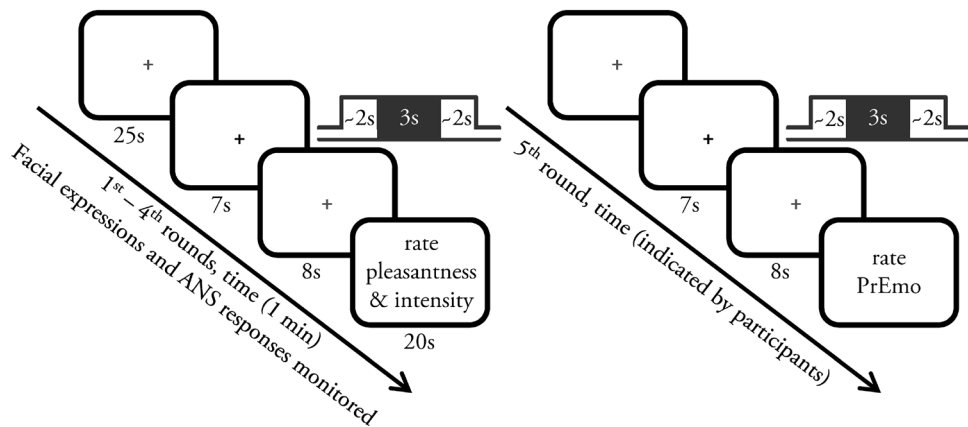 +
25s
+
7s
~2s 3s ~2s
+
8s
rate
pleasantness
& intensity
20s
1st – 4th rounds, time (1 min)
Facial expressions and ANS responses monitored
+
+
7s
~2s 3s ~2s
+
8s
rate
PrEmo
5th round, time (indicated by participants)